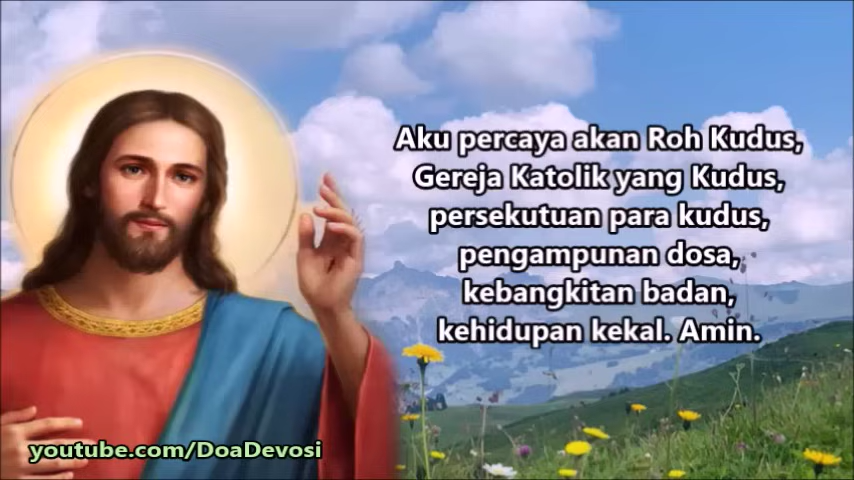 Aku percaya akan Roh Kudus,
Gereja Katolik yang Kudus,
persekutuan para kudus,
pengampunan dosa,
kebangkitan badan,
kehidupan kekal. Amin.
youtube.com/DoaDevosi